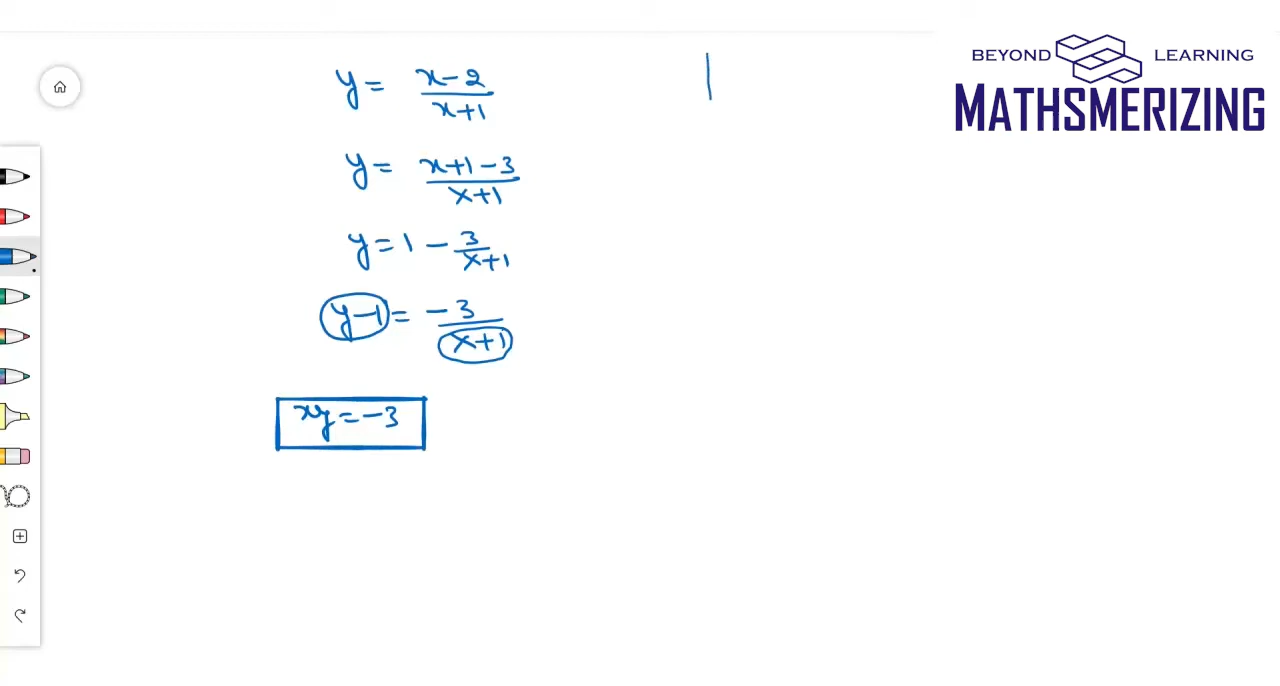 BEYOND LEARNING
MATHSMERIZING
y = x-2 / x+1
y = x+1-3 / x+1
y = 1 - 3 / x+1
y-1 = -3 / x+1
xy = -3